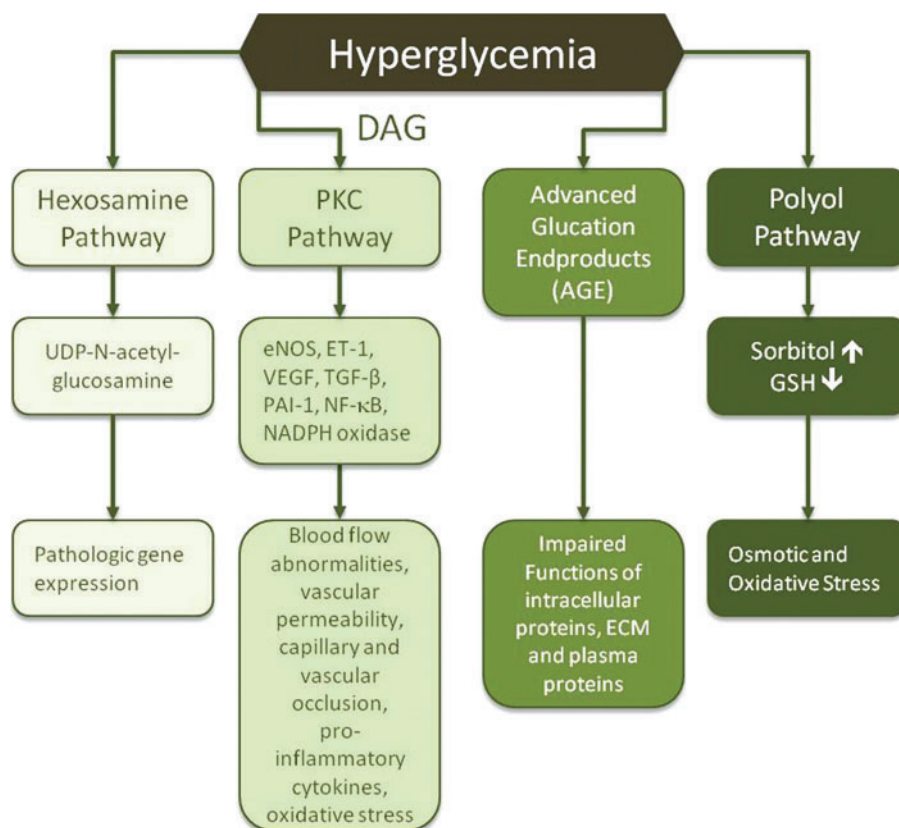 Hyperglycemia
DAG
Hexosamine
Pathway
PKC
Pathway
Advanced
Glucation
Endproducts
(AGE)
Polyol
Pathway
UDP-N-acetyl-
glucosamine
eNOS, ET-1,
VEGF, TGF-β,
PAI-1, NF-κB,
NADPH oxidase
Sorbitol ↑
GSH ↓
Pathologic gene
expression
Blood flow
abnormalities,
vascular
permeability,
capillary and
vascular
occlusion,
pro-
inflammatory
cytokines,
oxidative stress
Impaired
Functions of
intracellular
proteins, ECM
and plasma
proteins
Osmotic and
Oxidative Stress